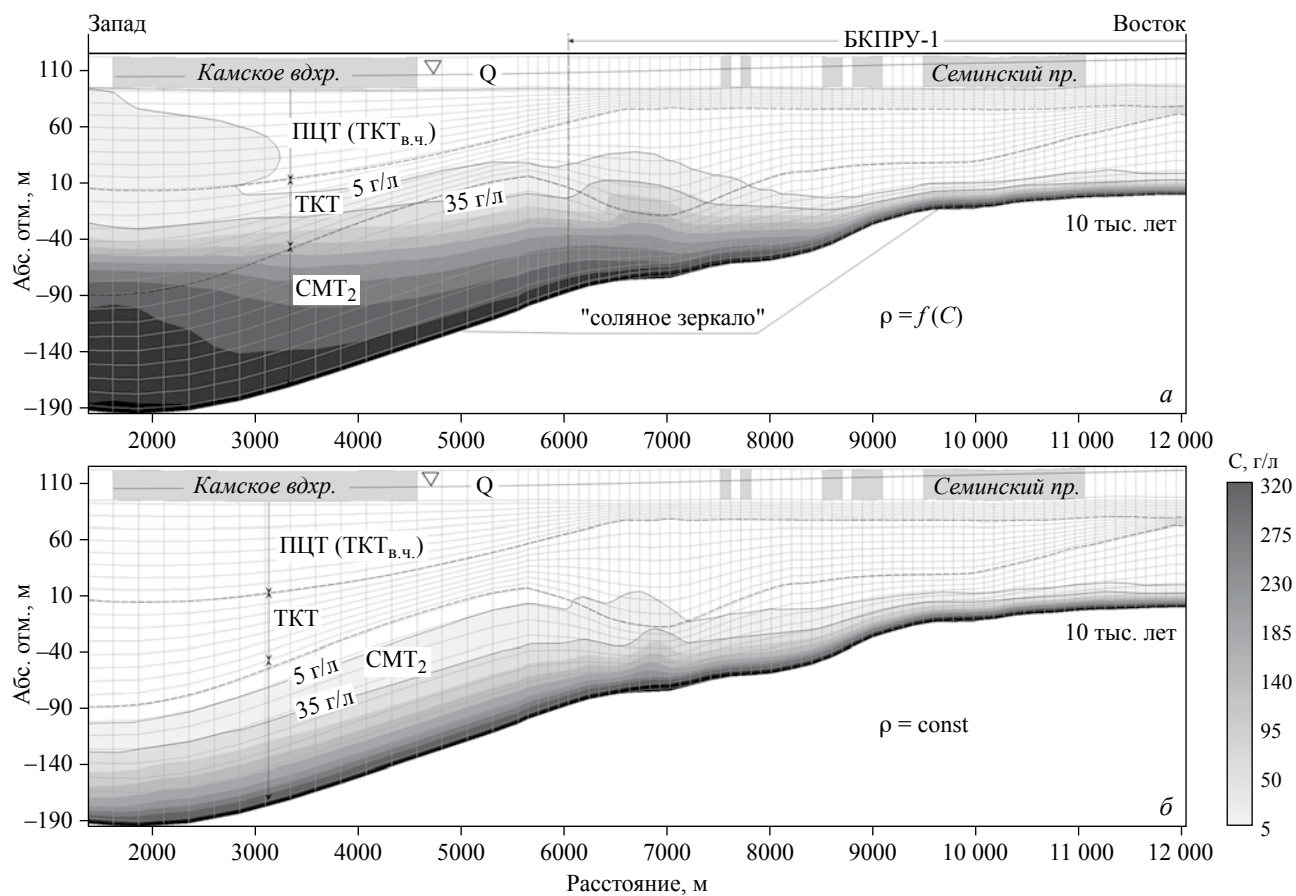 Запад Восток
БКПРУ-1
Камское вдхр. Q Семинский пр.
110
60
10
–40
–90
–140
–190
Абс. отм., м
ПЦТ (ТКТв.ч.)
5 г/л
ТКТ
35 г/л
СМТ2
10 тыс. лет
"соляное зеркало"
ρ = f (C)
а
2000 3000 4000 5000 6000 7000 8000 9000 10 000 11 000 12 000
Камское вдхр. Q Семинский пр.
110
60
10
–40
–90
–140
–190
Абс. отм., м
ПЦТ (ТКТв.ч.)
ТКТ
5 г/л
СМТ2
35 г/л
10 тыс. лет
ρ = const
б
2000 3000 4000 5000 6000 7000 8000 9000 10 000 11 000 12 000
Расстояние, м
С, г/л
320
275
230
185
140
95
50
5